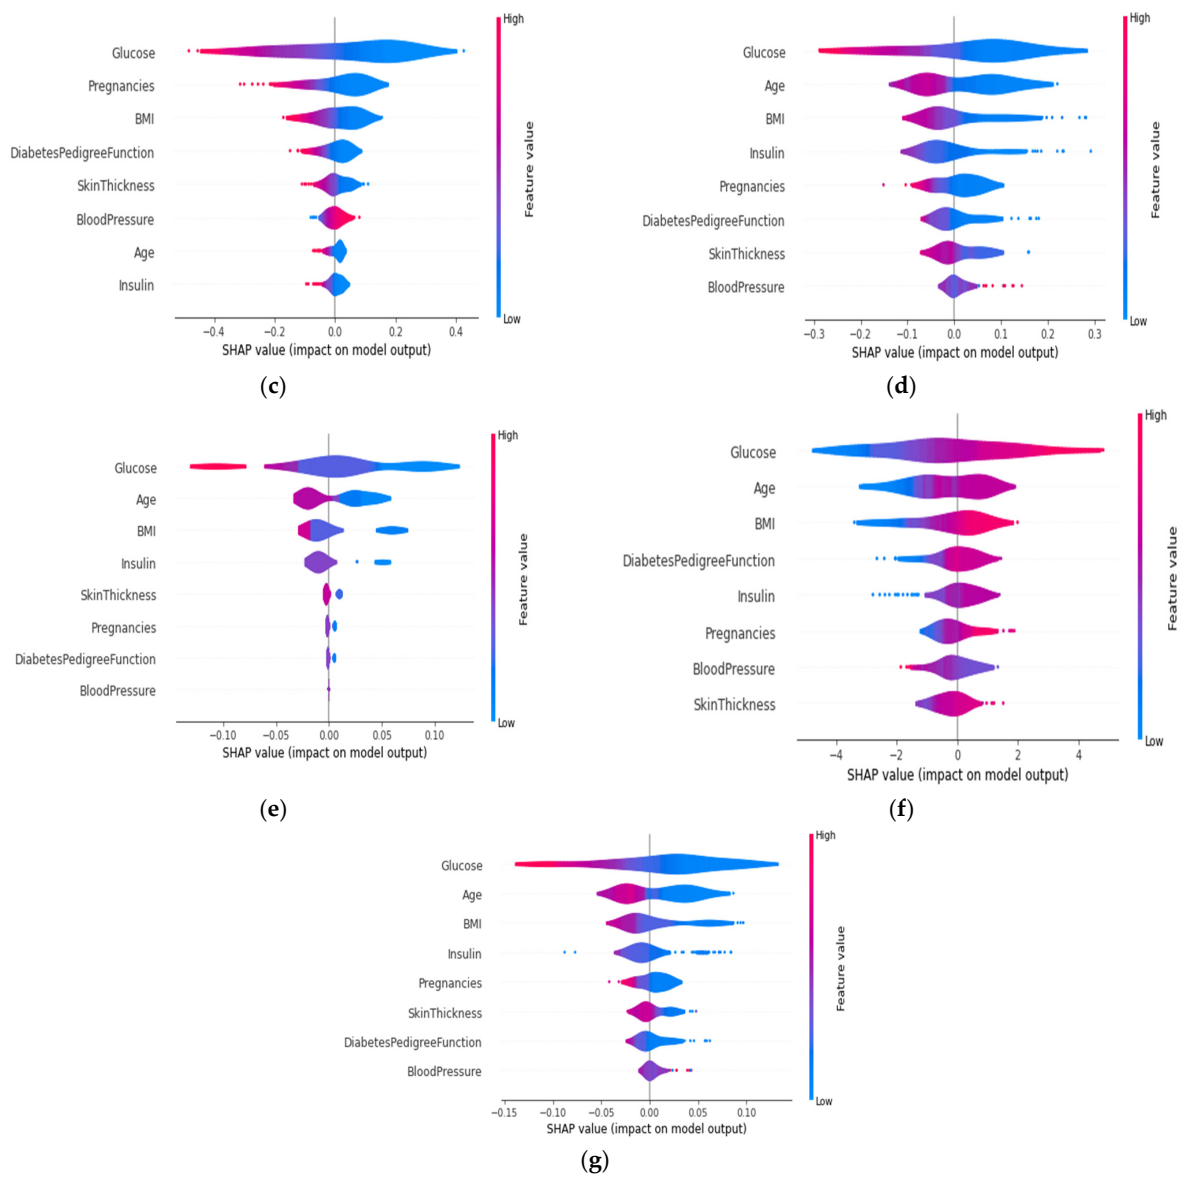 High
Glucose
Pregnancies
BMI
DiabetesPedigreeFunction
SkinThickness
BloodPressure
Age
Insulin
Feature value
Low
−0.4 −0.2 0.0 0.2 0.4
SHAP value (impact on model output)
(c)
High
Glucose
Age
BMI
Insulin
Pregnancies
DiabetesPedigreeFunction
SkinThickness
BloodPressure
Feature value
Low
−0.3 −0.2 −0.1 0.0 0.1 0.2 0.3
SHAP value (impact on model output)
(d)
High
Glucose
Age
BMI
Insulin
SkinThickness
Pregnancies
DiabetesPedigreeFunction
BloodPressure
Feature value
Low
−0.10 −0.05 0.00 0.05 0.10
SHAP value (impact on model output)
(e)
High
Glucose
Age
BMI
DiabetesPedigreeFunction
Insulin
Pregnancies
BloodPressure
SkinThickness
Feature value
Low
−4 −2 0 2 4
SHAP value (impact on model output)
(f)
High
Glucose
Age
BMI
Insulin
Pregnancies
SkinThickness
DiabetesPedigreeFunction
BloodPressure
Feature value
Low
−0.15 −0.10 −0.05 0.00 0.05 0.10
SHAP value (impact on model output)
(g)